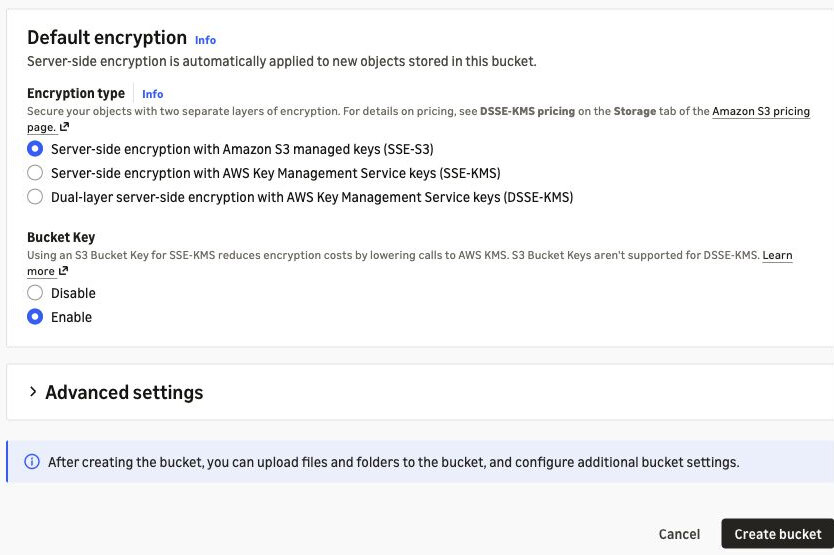 Default encryption Info
Server-side encryption is automatically applied to new objects stored in this bucket.
Encryption type Info
Secure your objects with two separate layers of encryption. For details on pricing, see DSSE-KMS pricing on the Storage tab of the Amazon S3 pricing
page.
Server-side encryption with Amazon S3 managed keys (SSE-S3)
Server-side encryption with AWS Key Management Service keys (SSE-KMS)
Dual-layer server-side encryption with AWS Key Management Service keys (DSSE-KMS)
Bucket Key
Using an S3 Bucket Key for SSE-KMS reduces encryption costs by lowering calls to AWS KMS. S3 Bucket Keys aren't supported for DSSE-KMS. Learn
more
Disable
Enable
Advanced settings
After creating the bucket, you can upload files and folders to the bucket, and configure additional bucket settings.
Cancel Create bucket